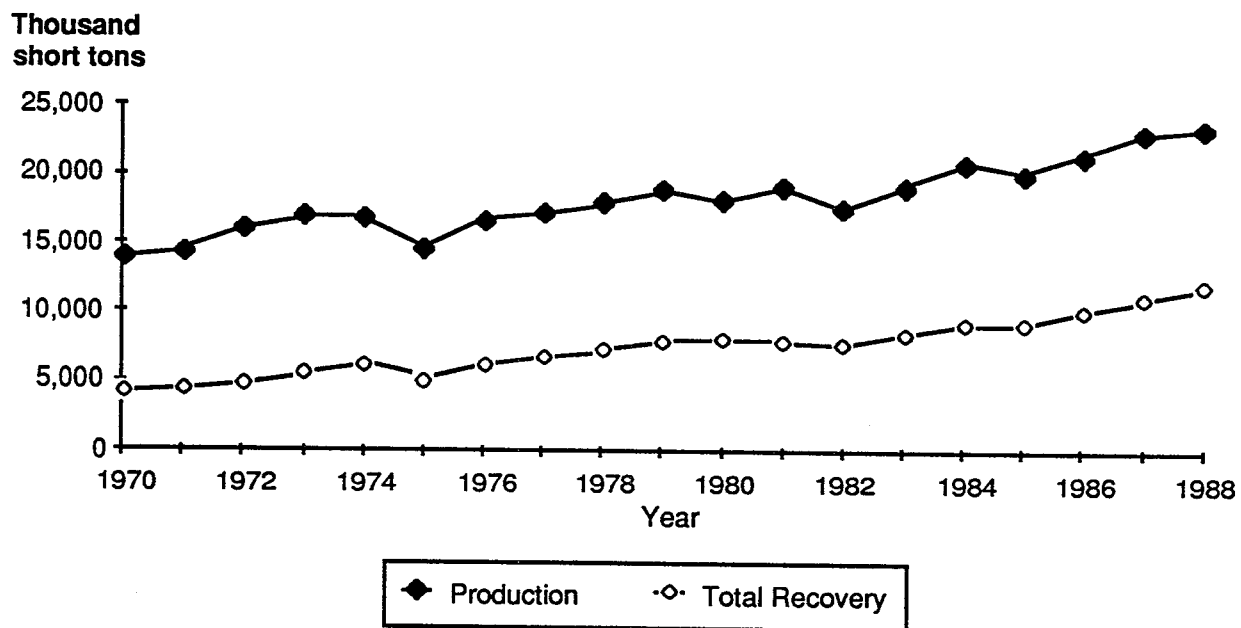 Thousand
short tons
25,000
20,000
15,000
10,000
5,000
0
1970 1972 1974 1976 1978 1980 1982 1984 1986 1988
Year
Production Total Recovery